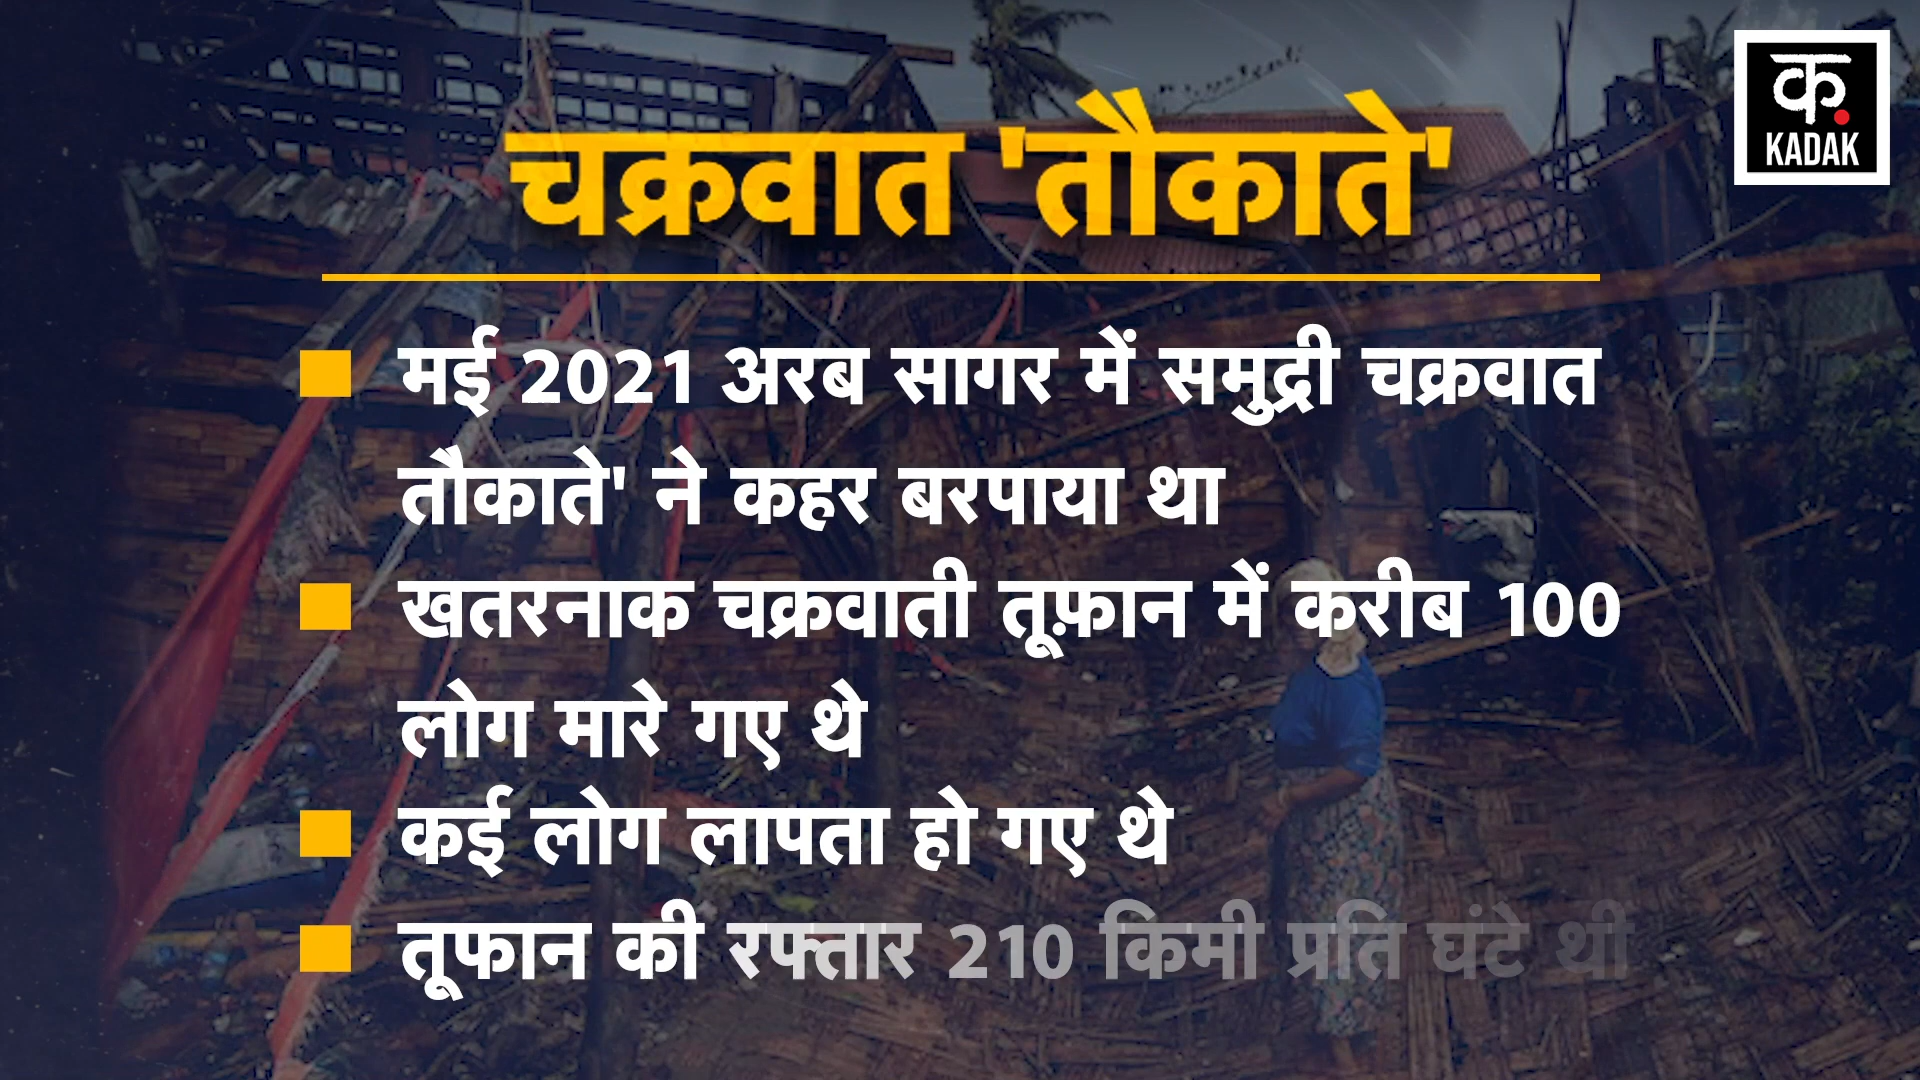 चक्रवात 'तौकाते'
क.
KADAK
मई 2021 अरब सागर में समुद्री चक्रवात
तौकाते' ने कहर बरपाया था
खतरनाक चक्रवाती तूफ़ान में करीब 100
लोग मारे गए थे
कई लोग लापता हो गए थे
तूफान की रफ्तार 210 किमी प्रति घंटे थी